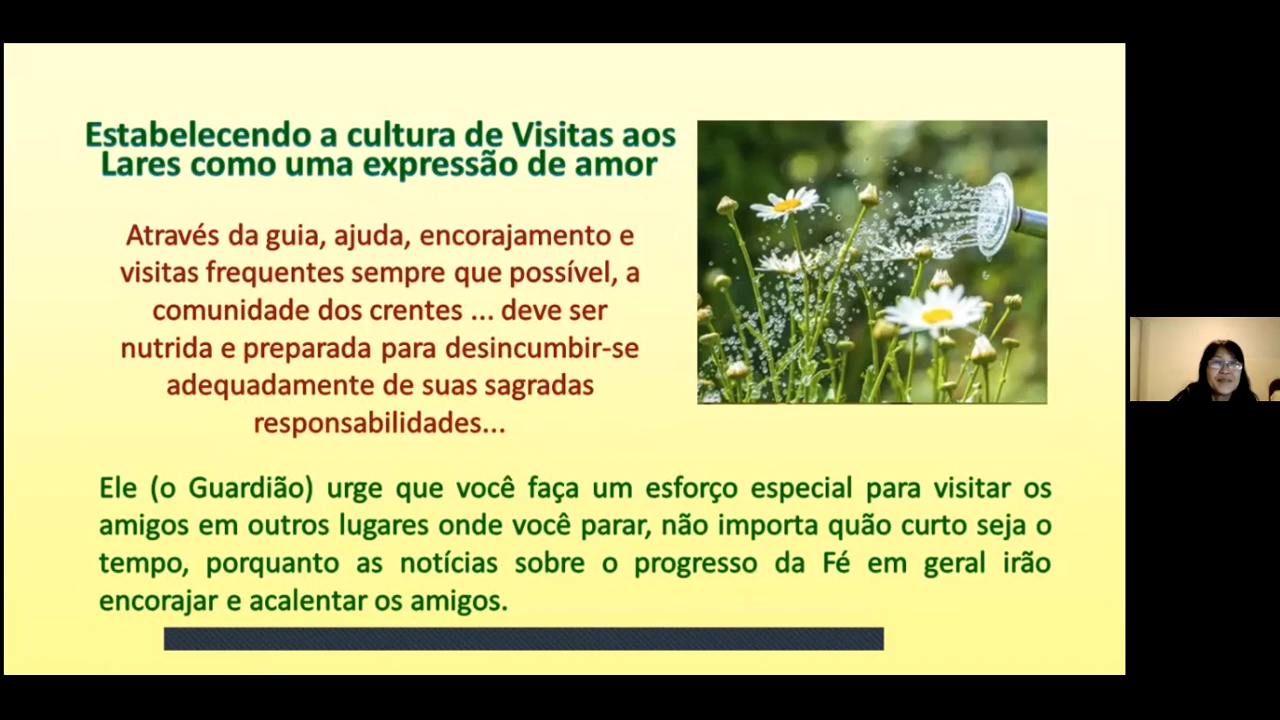 Estabelecendo a cultura de Visitas aos
Lares como uma expressão de amor
Através da guia, ajuda, encorajamento e
visitas frequentes sempre que possível, a
comunidade dos crentes ... deve ser
nutrida e preparada para desincumbir-se
adequadamente de suas sagradas
responsabilidades...
Ele (o Guardião) urge que você faça um esforço especial para visitar os
amigos em outros lugares onde você parar, não importa quão curto seja o
tempo, porquanto as notícias sobre o progresso da Fé em geral irão
encorajar e acalentar os amigos.